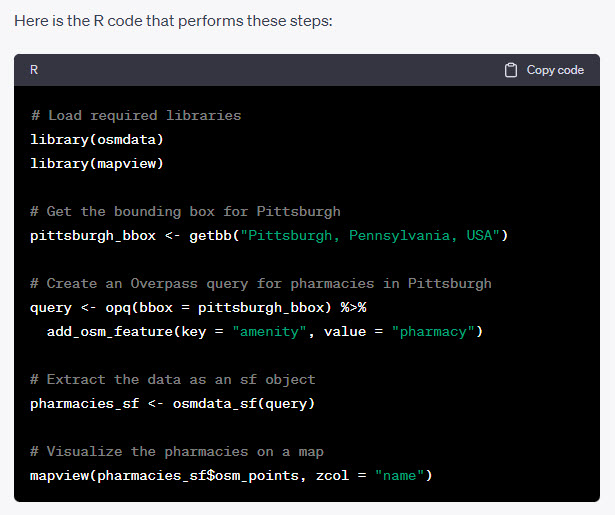 Here is the R code that performs these steps:
R
Copy code
# Load required libraries
library(osmdata)
library(mapview)
# Get the bounding box for Pittsburgh
pittsburgh_bbox <- getbb("Pittsburgh, Pennsylvania, USA")
# Create an Overpass query for pharmacies in Pittsburgh
query <- opq(bbox = pittsburgh_bbox) %>%
  add_osm_feature(key = "amenity", value = "pharmacy")
# Extract the data as an sf object
pharmacies_sf <- osmdata_sf(query)
# Visualize the pharmacies on a map
mapview(pharmacies_sf$osm_points, zcol = "name")